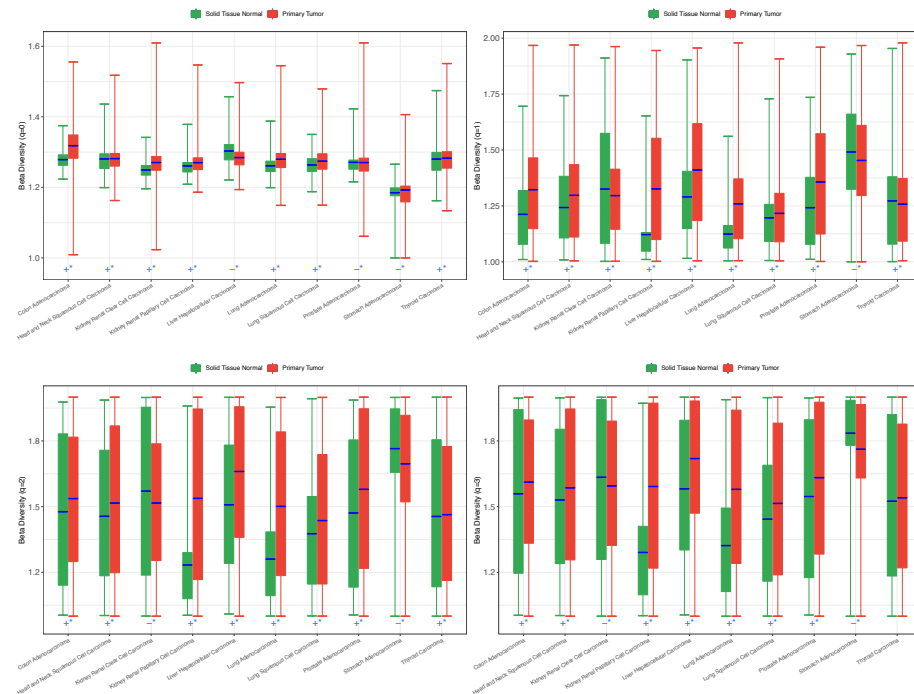 Solid Tissue Normal Primary Tumor
Beta Diversity (q=0)
1.6
1.4
1.2
1.0
+* +* +* +* −* +* +* −* −* +*
Colon Adenocarcinoma
Head and Neck Squamous Cell Carcinoma
Kidney Renal Clear Cell Carcinoma
Kidney Renal Papillary Cell Carcinoma
Liver Hepatocellular Carcinoma
Lung Adenocarcinoma
Lung Squamous Cell Carcinoma
Prostate Adenocarcinoma
Stomach Adenocarcinoma
Thyroid Carcinoma
Solid Tissue Normal Primary Tumor
Beta Diversity (q=1)
2.00
1.75
1.50
1.25
1.00
+* +* +* +* +* +* +* +* −* +*
Colon Adenocarcinoma
Head and Neck Squamous Cell Carcinoma
Kidney Renal Clear Cell Carcinoma
Kidney Renal Papillary Cell Carcinoma
Liver Hepatocellular Carcinoma
Lung Adenocarcinoma
Lung Squamous Cell Carcinoma
Prostate Adenocarcinoma
Stomach Adenocarcinoma
Thyroid Carcinoma
Solid Tissue Normal Primary Tumor
Beta Diversity (q=2)
1.8
1.5
1.2
+* +* −* +* +* +* +* +* −* +*
Colon Adenocarcinoma
Head and Neck Squamous Cell Carcinoma
Kidney Renal Clear Cell Carcinoma
Kidney Renal Papillary Cell Carcinoma
Liver Hepatocellular Carcinoma
Lung Adenocarcinoma
Lung Squamous Cell Carcinoma
Prostate Adenocarcinoma
Stomach Adenocarcinoma
Thyroid Carcinoma
Solid Tissue Normal Primary Tumor
Beta Diversity (q=3)
1.8
1.5
1.2
+* +* −* +* +* +* +* +* −* +*
Colon Adenocarcinoma
Head and Neck Squamous Cell Carcinoma
Kidney Renal Clear Cell Carcinoma
Kidney Renal Papillary Cell Carcinoma
Liver Hepatocellular Carcinoma
Lung Adenocarcinoma
Lung Squamous Cell Carcinoma
Prostate Adenocarcinoma
Stomach Adenocarcinoma
Thyroid Carcinoma